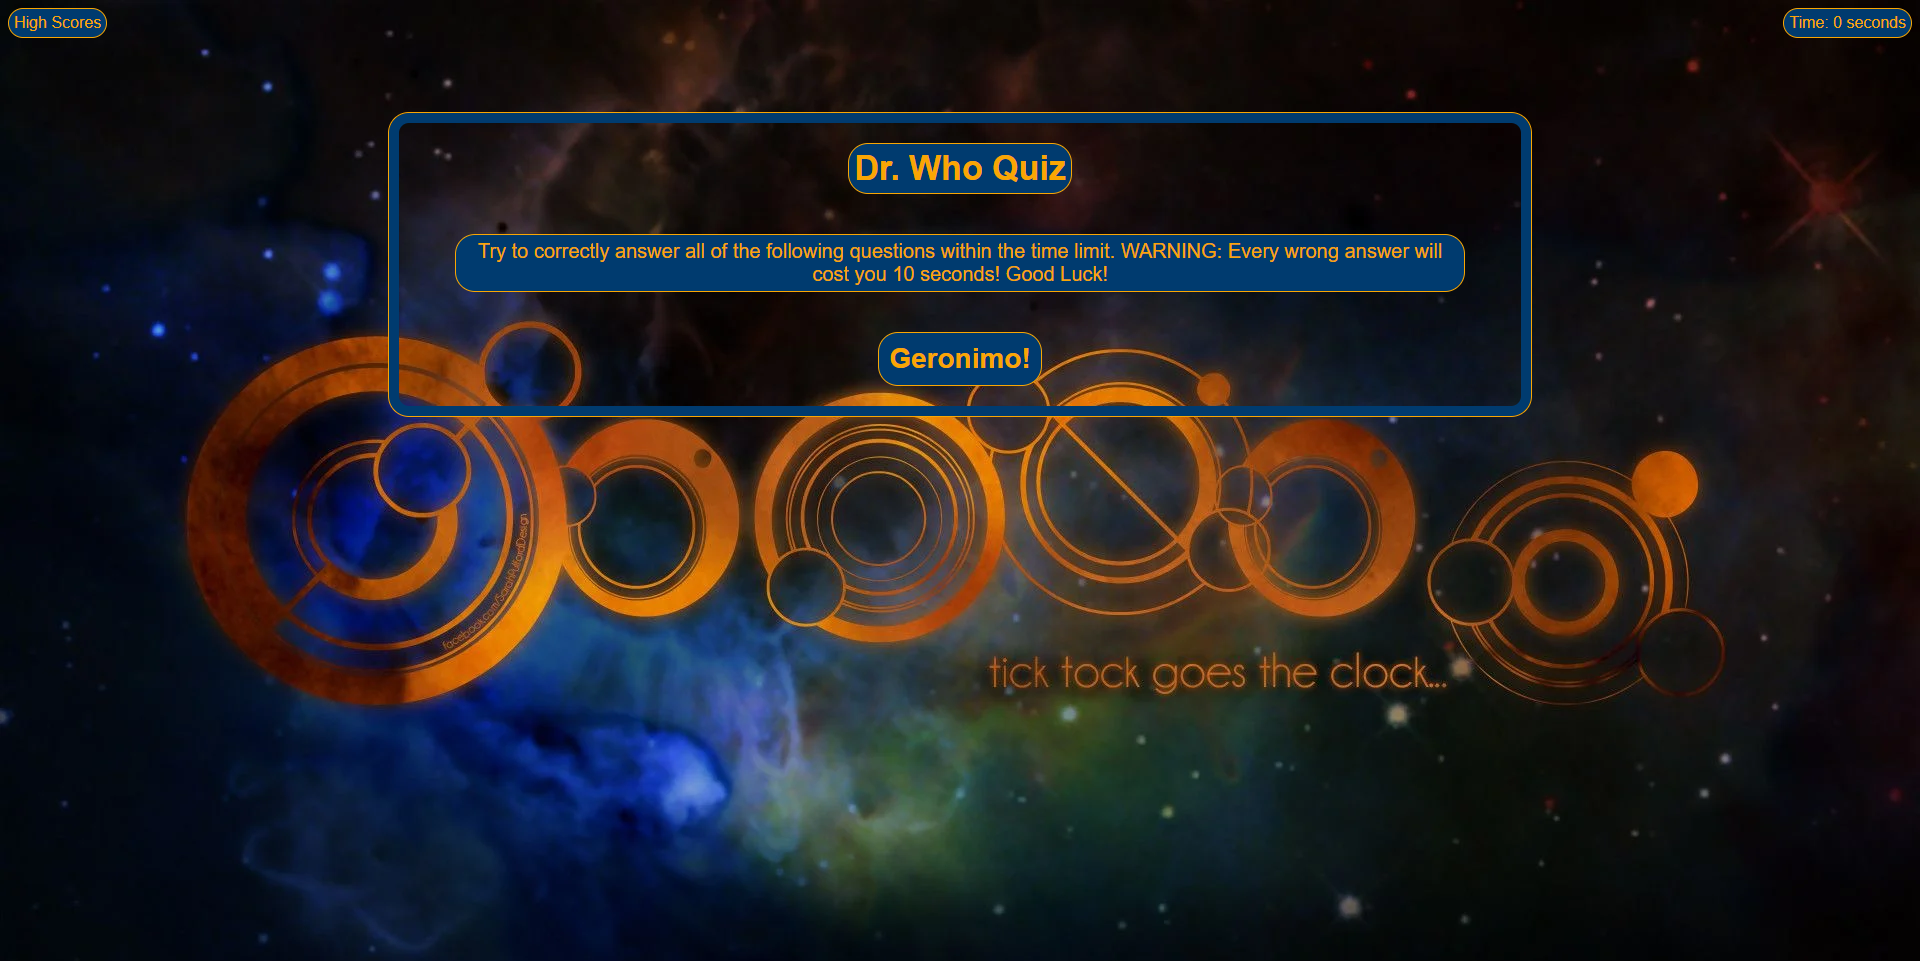 High Scores
Time: 0 seconds
Dr. Who Quiz
Try to correctly answer all of the following questions within the time limit. WARNING: Every wrong answer will
cost you 10 seconds! Good Luck!
Geronimo!
facebook.com/SarahPulfordDesign
tick tock goes the clock...